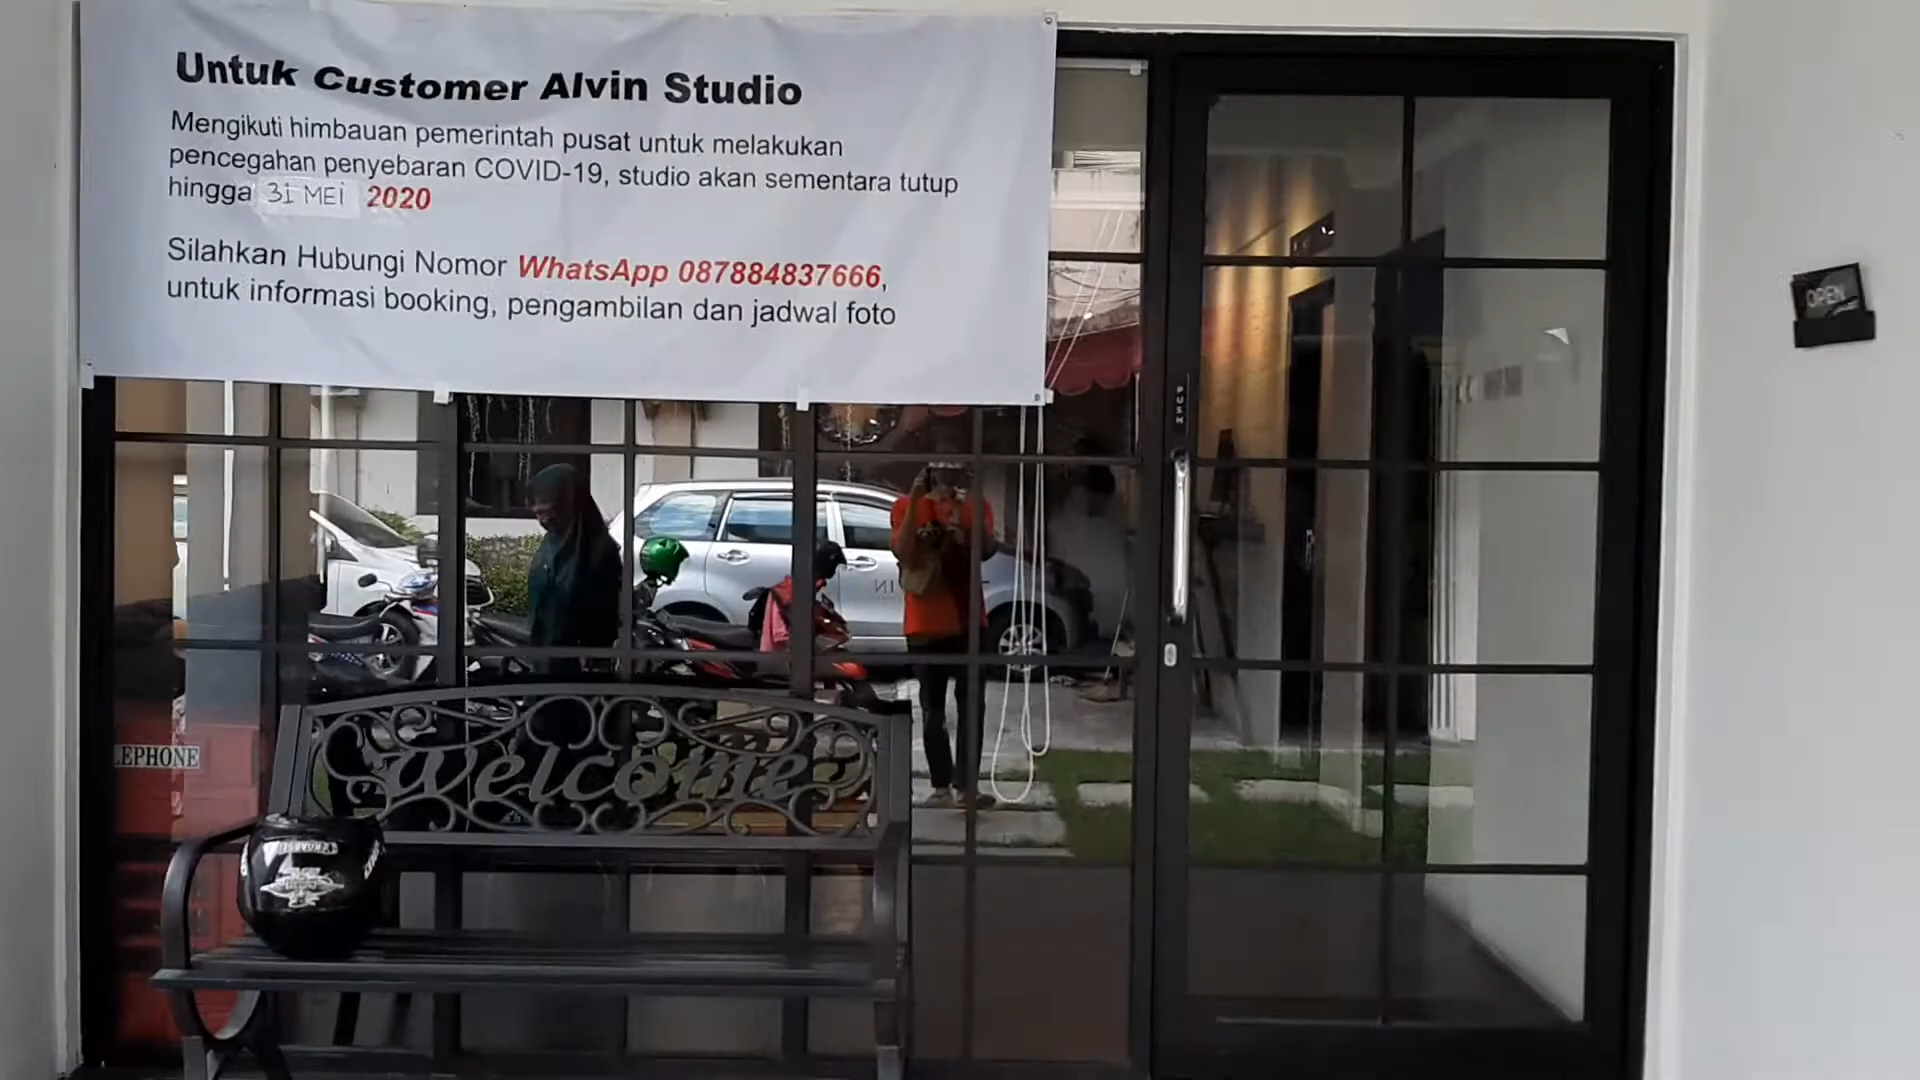 Untuk Customer Alvin Studio
Mengikuti himbauan pemerintah pusat untuk melakukan
pencegahan penyebaran COVID-19, studio akan sementara tutup
hingga 31 MEI 2020
Silahkan Hubungi Nomor WhatsApp 087884837666,
untuk informasi booking, pengambilan dan jadwal foto
PUSH
OPEN
LEPHONE
welcome